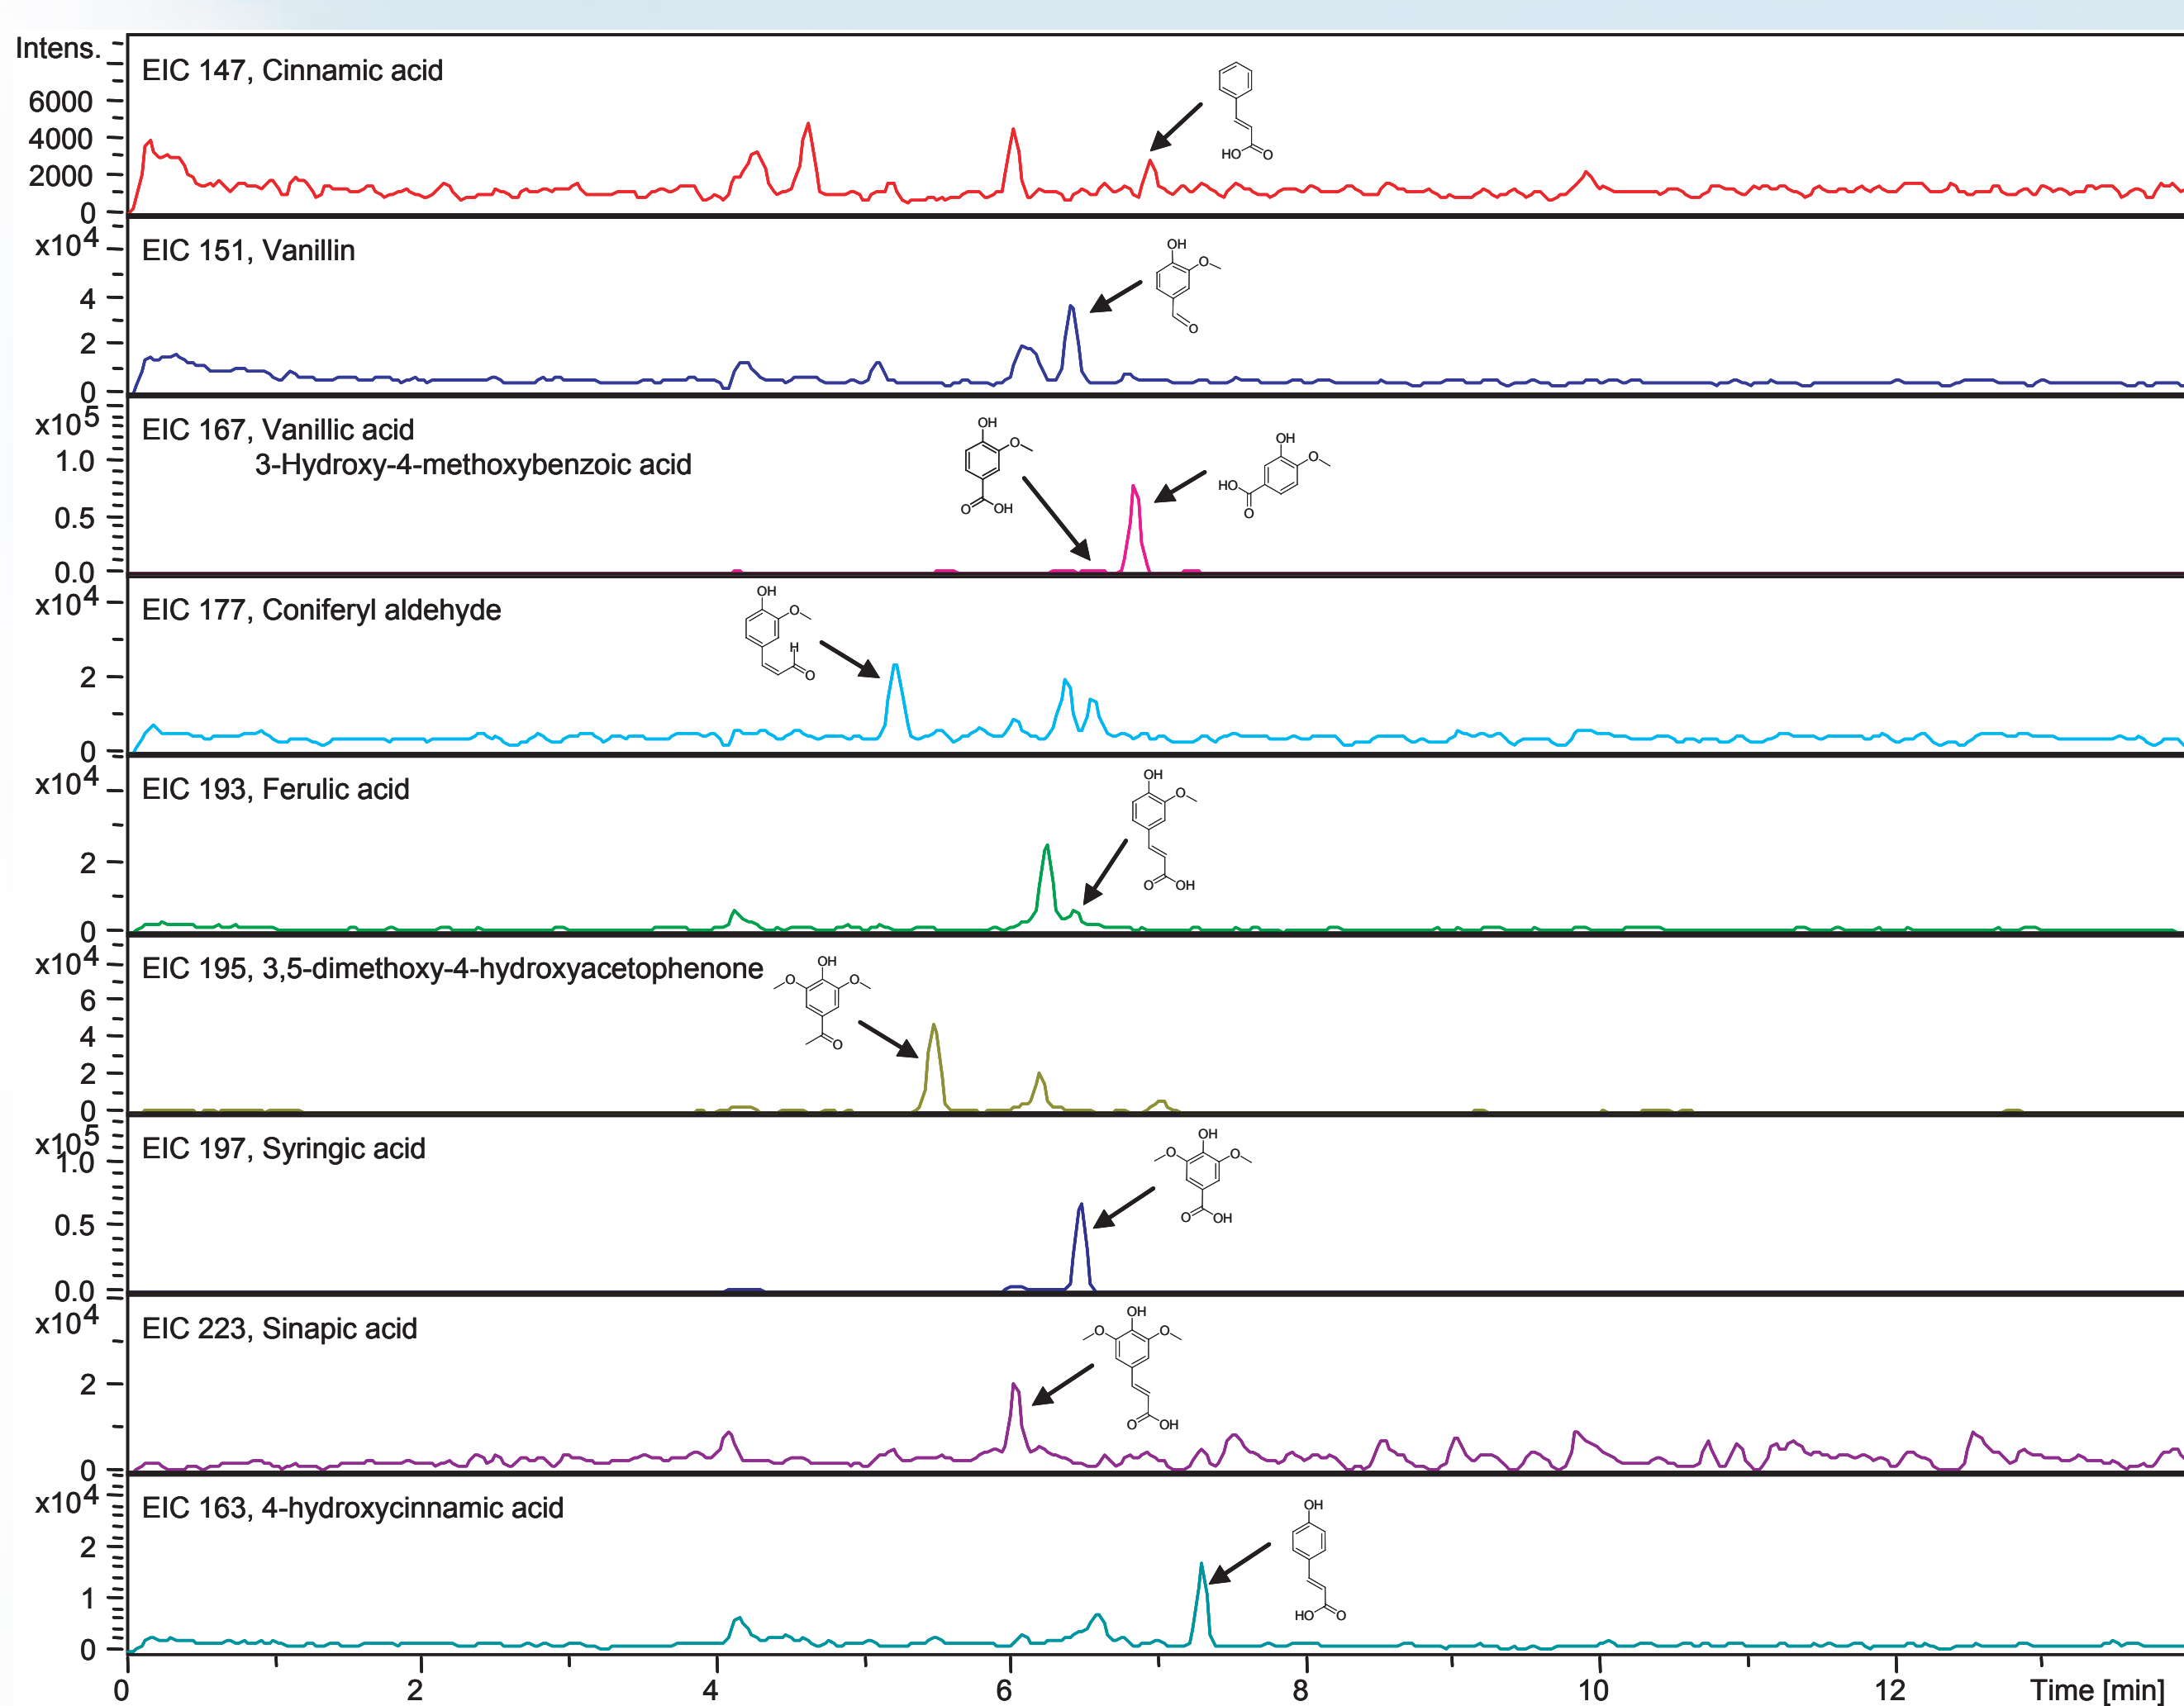 Intens.
EIC 147, Cinnamic acid
6000
4000
2000
0
HO
O
x104
EIC 151, Vanillin
4
2
0
OH
O
O
x105
EIC 167, Vanillic acid
3-Hydroxy-4-methoxybenzoic acid
1.0
0.5
0.0
OH
O
O
OH
OH
O
HO
O
x104
EIC 177, Coniferyl aldehyde
2
0
OH
O
H
O
x104
EIC 193, Ferulic acid
2
0
OH
O
O
OH
x104
EIC 195, 3,5-dimethoxy-4-hydroxyacetophenone
6
4
2
0
OH
O
O
O
x105
EIC 197, Syringic acid
1.0
0.5
0.0
OH
O
O
O
OH
x104
EIC 223, Sinapic acid
2
0
OH
O
O
O
OH
x104
EIC 163, 4-hydroxycinnamic acid
2
1
0
OH
HO
O
0 2 4 6 8 10 12 Time [min]